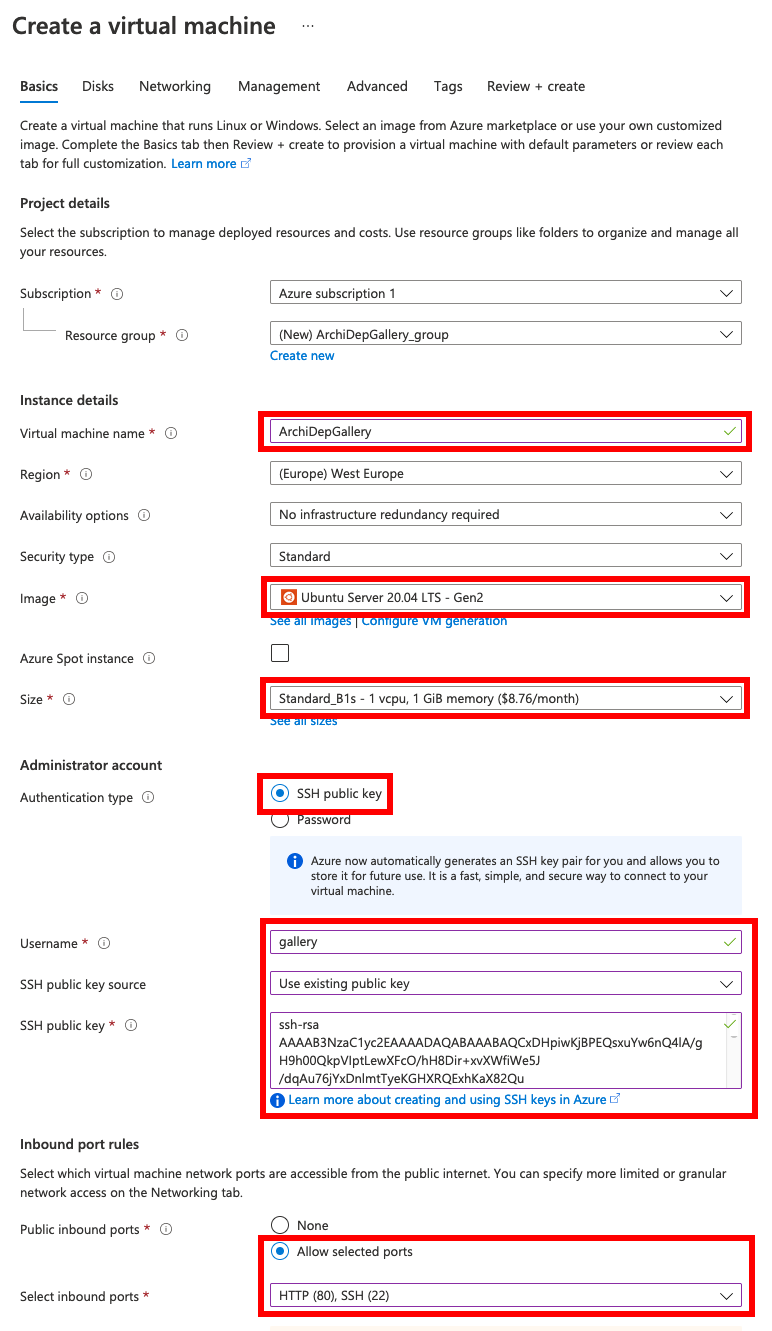 Create a virtual machine ...
Basics Disks Networking Management Advanced Tags Review + create
Create a virtual machine that runs Linux or Windows. Select an image from Azure marketplace or use your own customized
image. Complete the Basics tab then Review + create to provision a virtual machine with default parameters or review each
tab for full customization. Learn more
Project details
Select the subscription to manage deployed resources and costs. Use resource groups like folders to organize and manage all
your resources.
Subscription * Azure subscription 1
Resource group * (New) ArchiDepGallery_group
Create new
Instance details
Virtual machine name * ArchiDepGallery
Region * (Europe) West Europe
Availability options No infrastructure redundancy required
Security type Standard
Image * Ubuntu Server 20.04 LTS - Gen2
See all images | Configure VM generation
Azure Spot instance
Size * Standard_B1s - 1 vcpu, 1 GiB memory ($8.76/month)
See all sizes
Administrator account
Authentication type SSH public key
Password
Azure now automatically generates an SSH key pair for you and allows you to
store it for future use. It is a fast, simple, and secure way to connect to your
virtual machine.
Username * gallery
SSH public key source Use existing public key
SSH public key * ssh-rsa
AAAAB3NzaC1yc2EAAAADAQABAAABAQCxDHpiwKjBPEQsxuYw6nQ4lA/g
H9h00QkpVIptLewXFcO/hH8Dir+xvXWfiWe5J
/dqAu76jYxDnlmtTyeKGHXRQExhKaX82Qu
Learn more about creating and using SSH keys in Azure
Inbound port rules
Select which virtual machine network ports are accessible from the public internet. You can specify more limited or granular
network access on the Networking tab.
Public inbound ports * None
Allow selected ports
Select inbound ports * HTTP (80), SSH (22)